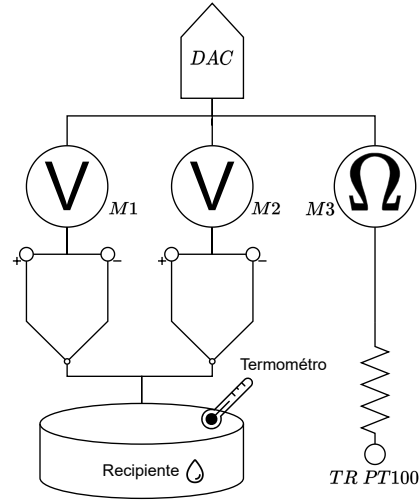 DAC
V
V
Ω
M1
M2
M3
+
−
+
−
Termométro
Recipiente
TR PT100